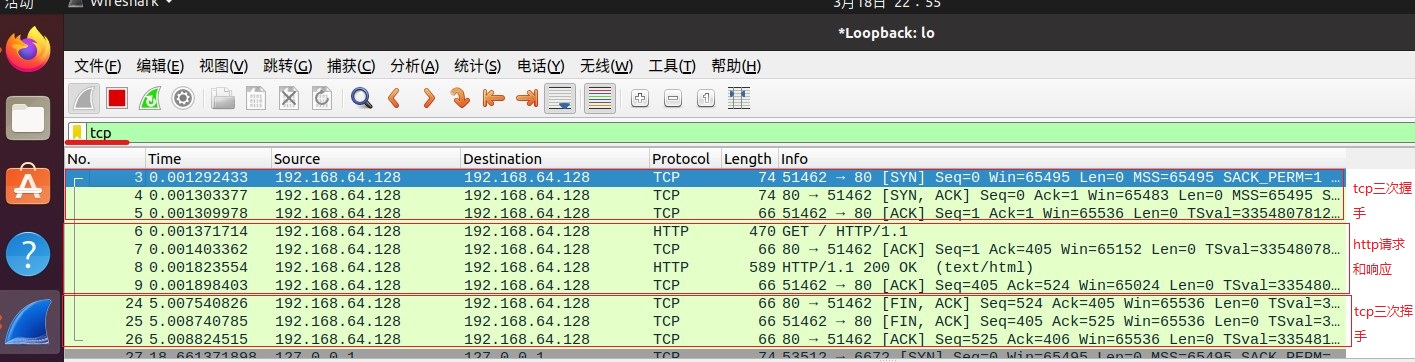 活动 Wireshark 3月18日 22：55
*Loopback: lo
文件(F) 编辑(E) 视图(V) 跳转(G) 捕获(C) 分析(A) 统计(S) 电话(Y) 无线(W) 工具(T) 帮助(H)
tcp
No. Time Source Destination Protocol Length Info
3 0.001292433 192.168.64.128 192.168.64.128 TCP 74 51462 → 80 [SYN] Seq=0 Win=65495 Len=0 MSS=65495 SACK_PERM=1 …
4 0.001303377 192.168.64.128 192.168.64.128 TCP 74 80 → 51462 [SYN, ACK] Seq=0 Ack=1 Win=65483 Len=0 MSS=65495 S…
5 0.001309978 192.168.64.128 192.168.64.128 TCP 66 51462 → 80 [ACK] Seq=1 Ack=1 Win=65536 Len=0 TSval=3354807812…
tcp三次握
手
6 0.001371714 192.168.64.128 192.168.64.128 HTTP 470 GET / HTTP/1.1
7 0.001403362 192.168.64.128 192.168.64.128 TCP 66 80 → 51462 [ACK] Seq=1 Ack=405 Win=65152 Len=0 TSval=33548078…
8 0.001823554 192.168.64.128 192.168.64.128 HTTP 589 HTTP/1.1 200 OK (text/html)
9 0.001898403 192.168.64.128 192.168.64.128 TCP 66 51462 → 80 [ACK] Seq=405 Ack=524 Win=65024 Len=0 TSval=335480…
http请求
和响应
24 5.007540826 192.168.64.128 192.168.64.128 TCP 66 80 → 51462 [FIN, ACK] Seq=524 Ack=405 Win=65536 Len=0 TSval=3…
25 5.008740785 192.168.64.128 192.168.64.128 TCP 66 51462 → 80 [FIN, ACK] Seq=405 Ack=525 Win=65536 Len=0 TSval=3…
26 5.008824515 192.168.64.128 192.168.64.128 TCP 66 80 → 51462 [ACK] Seq=525 Ack=406 Win=65536 Len=0 TSval=335481…
tcp三次挥
手
27 18.661371898 127.0.0.1 127.0.0.1 TCP 74 53512 → 6672 [SYN] Seq=0 Win=65495 Len=0 MSS=65495 SACK_PERM=